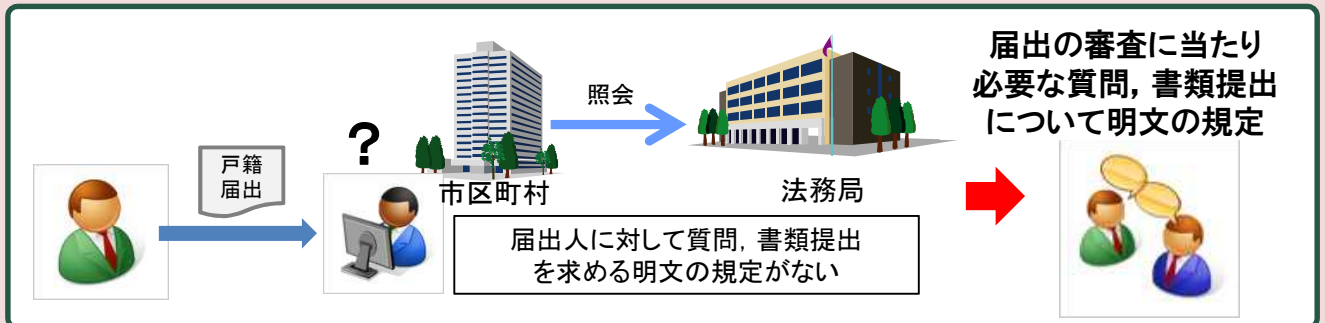 戸籍
届出
?
市区町村
照会
法務局
届出人に対して質問，書類提出
を求める明文の規定がない
届出の審査に当たり
必要な質問，書類提出
について明文の規定